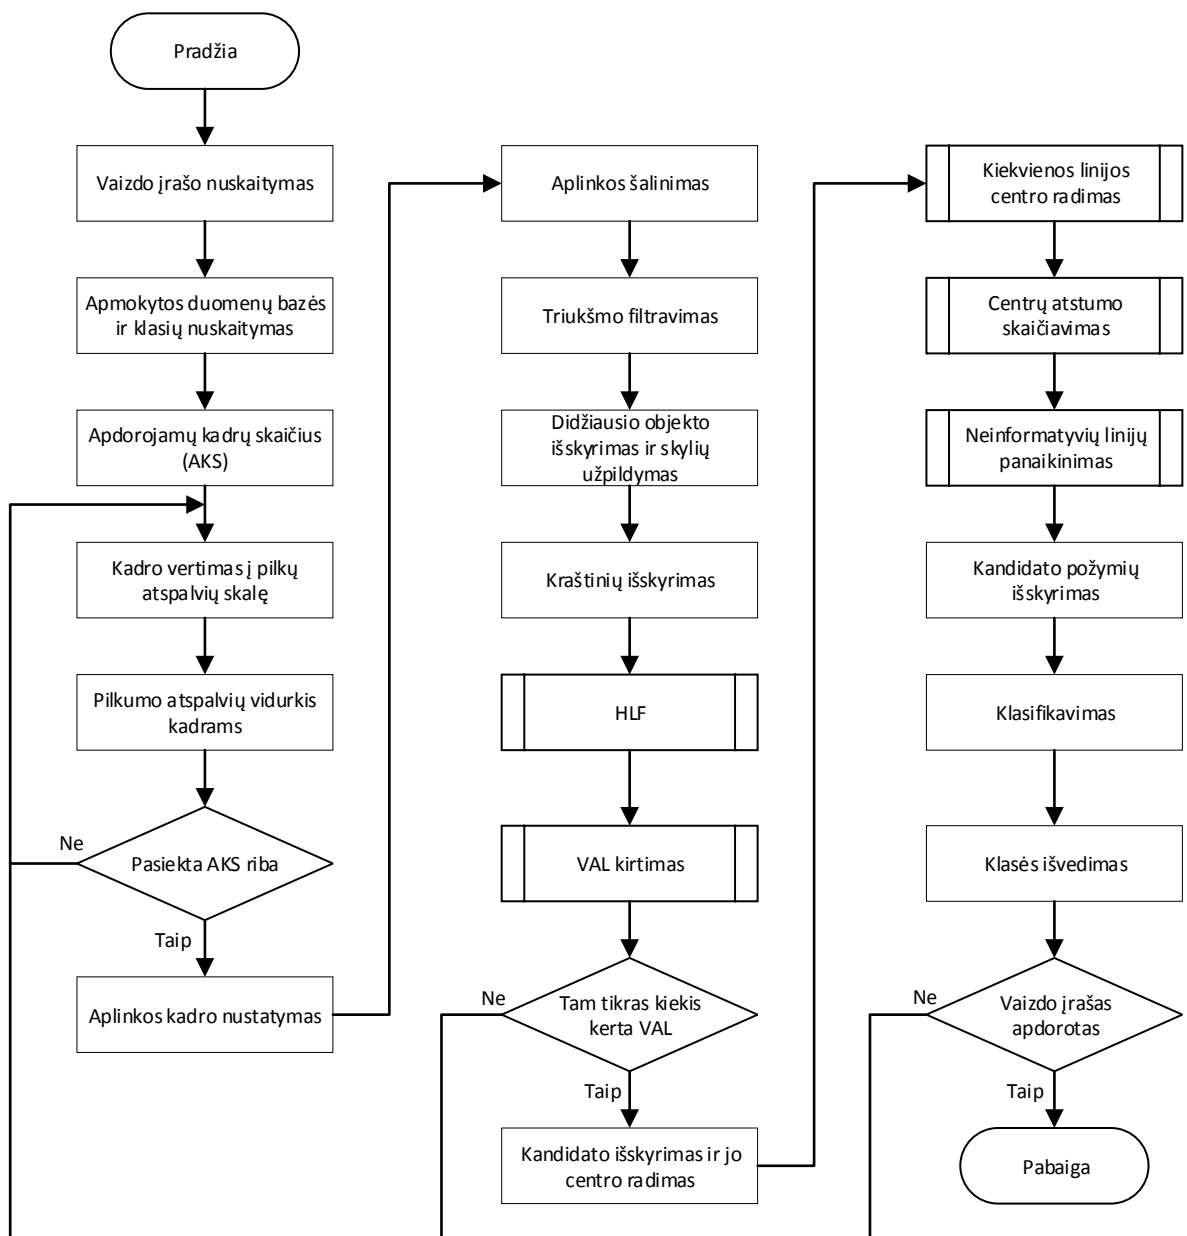 Pradžia
Vaizdo įrašo nuskaitymas
Apmokytos duomenų bazės
ir klasių nuskaitymas
Apdorojamų kadrų skaičius
(AKS)
Kadro vertimas į pilkų
atspalvių skalę
Pilkumo atspalvių vidurkis
kadrams
Ne
Pasiekta AKS riba
Taip
Aplinkos kadro nustatymas
Aplinkos šalinimas
Triukšmo filtravimas
Didžiausio objekto
išskyrimas ir skylių
užpildymas
Kraštinių išskyrimas
HLF
VAL kirtimas
Ne
Tam tikras kiekis
kerta VAL
Taip
Kandidato išskyrimas ir jo
centro radimas
Kiekvienos linijos
centro radimas
Centrų atstumo
skaičiavimas
Neinformatyvių linijų
panaikinimas
Kandidato požymių
išskyrimas
Klasifikavimas
Klasės išvedimas
Ne
Vaizdo įrašas
apdorotas
Taip
Pabaiga